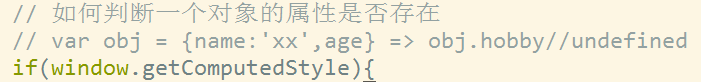 // 如何判断一个对象的属性是否存在
// var obj = {name:'xx',age} => obj.hobby//undefined
if(window.getComputedStyle){